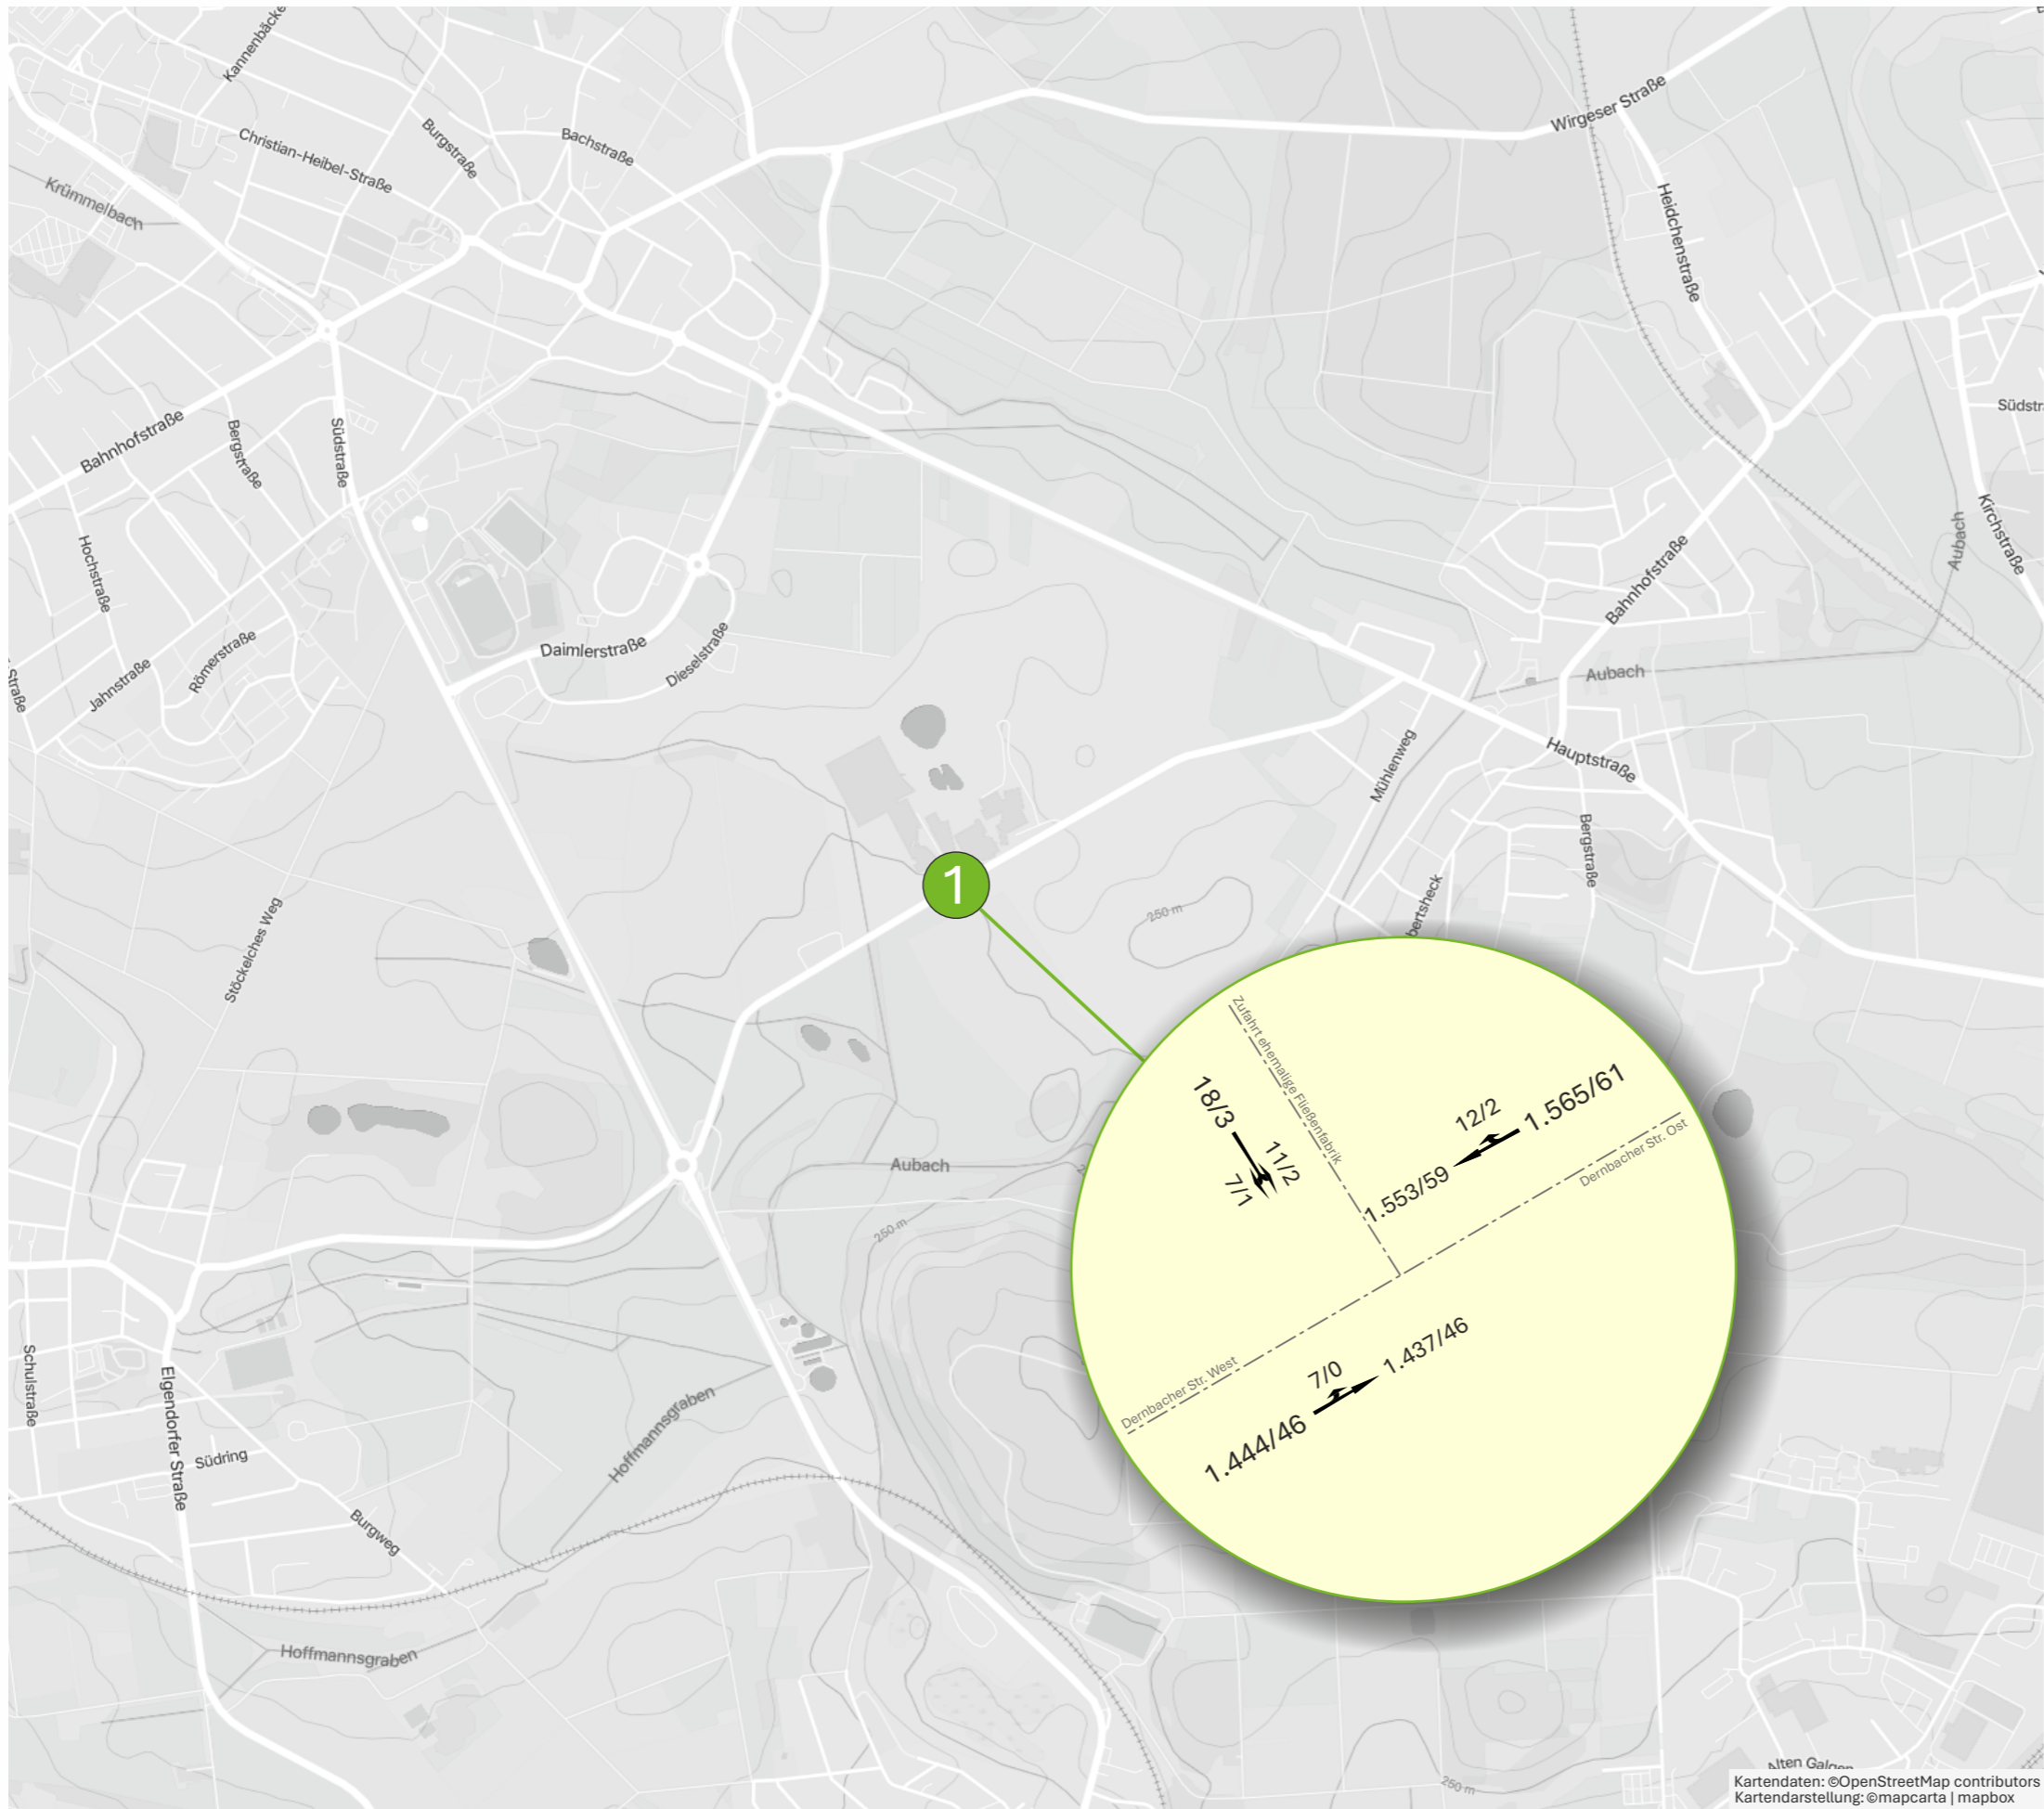 Kannenbäcke
Christian-Heibel-Straße
Burgstraße
Bachstraße
Wirgeser Straße
Krümmelbach
Heidchenstraße
Bahnhofstraße
Bergstraße
Südstraße
Südstr
Hochstraße
Kirchstraße
Aubach
Bahnhofstraße
Römerstraße
Jahnstraße
Straße
Daimlerstraße
Dieselstraße
Aubach
Mühlenweg
Hauptstraße
Bergstraße
1
bertsheck
250 m
Stöckelches Weg
Zufahrt ehemalige Fließenfabrik
18/3
11/2
7/1
12/2
1.565/61
1.553/59
Dernbacher Str. Ost
Aubach
250 m
Dernbacher Str. West
7/0
1.437/46
1.444/46
Schulstraße
Elgendorfer Straße
Südring
Hoffmannsgraben
Burgweg
Hoffmannsgraben
250 m
Alten Galgen
Kartendaten: ©OpenStreetMap contributors
Kartendarstellung: ©mapcarta | mapbox